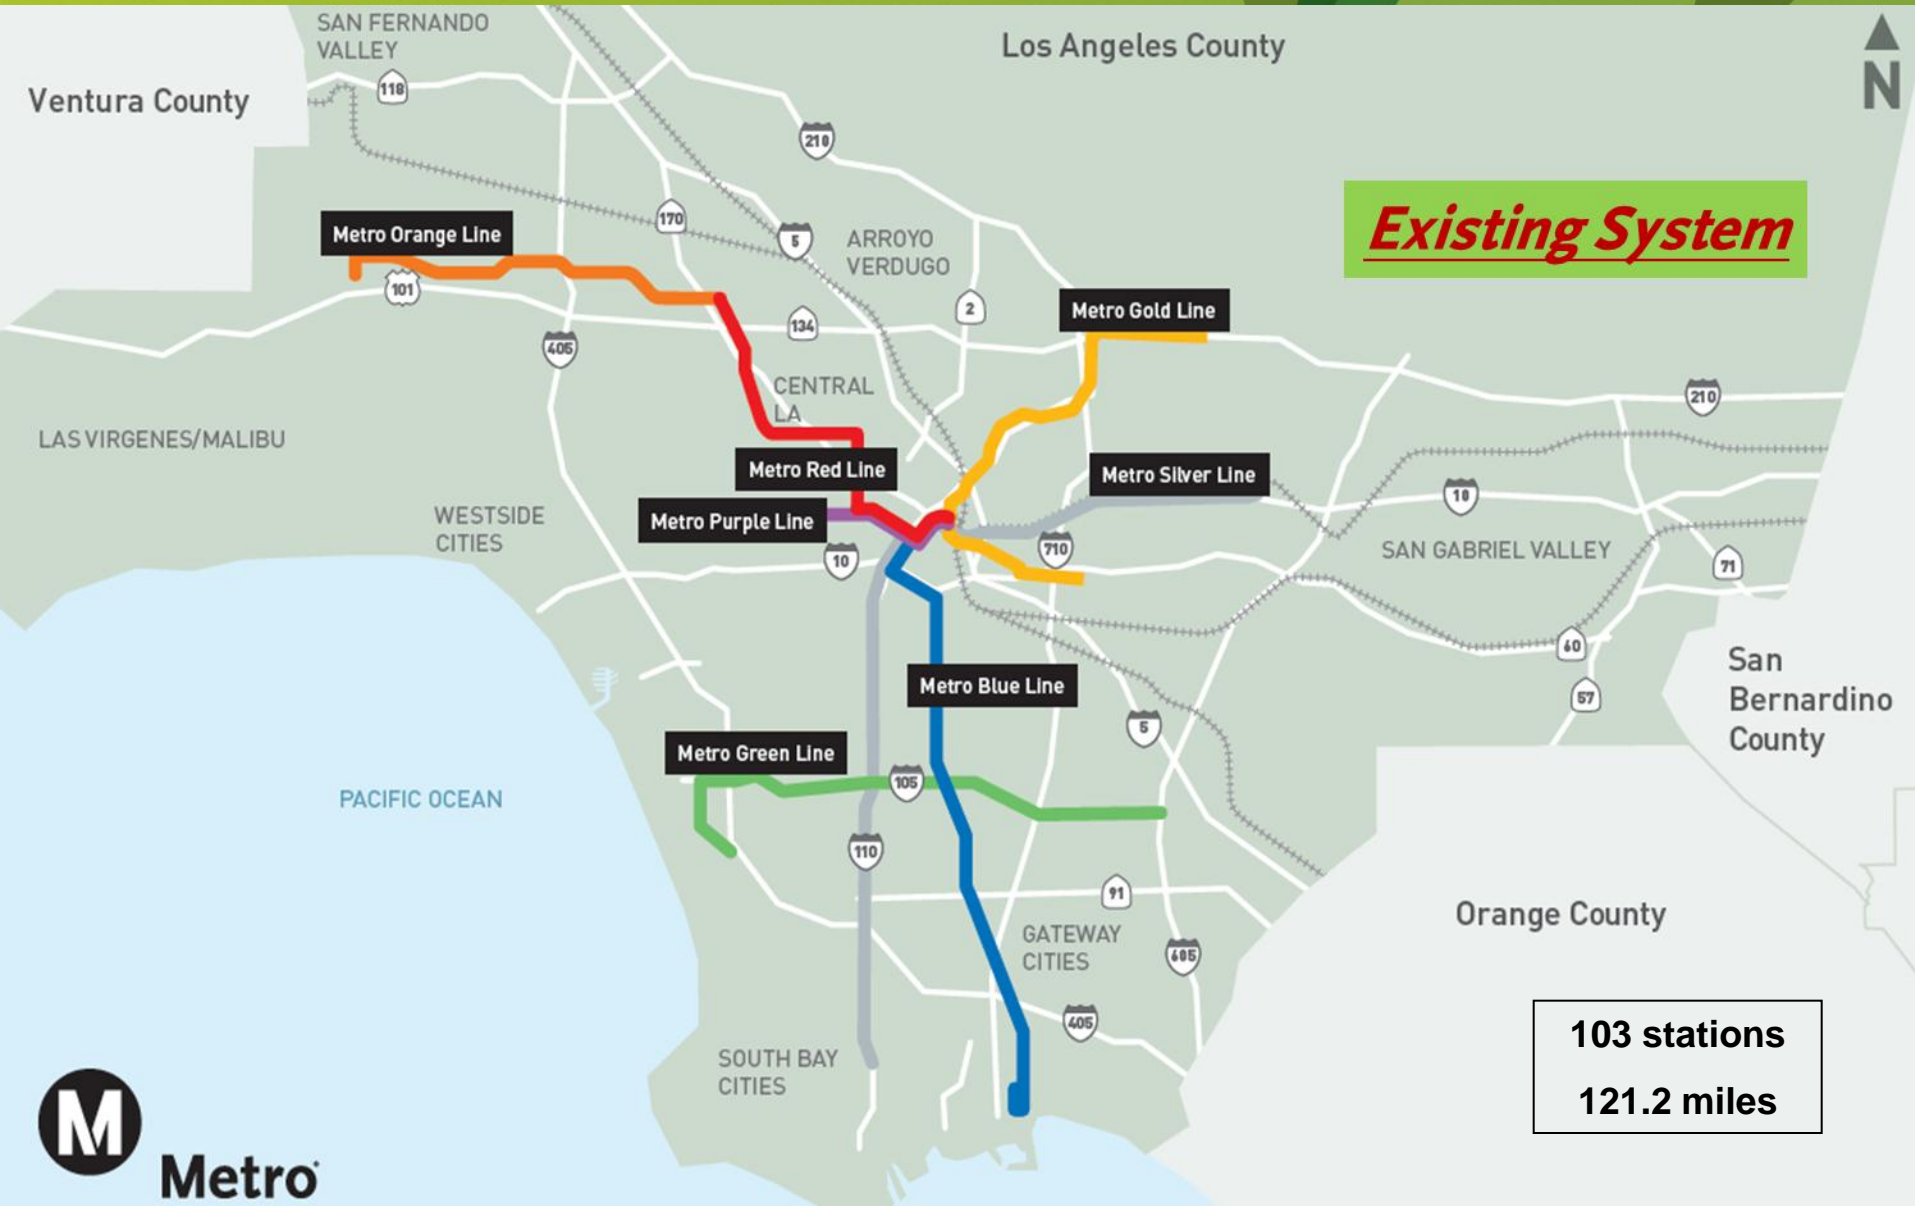 SAN FERNANDO
VALLEY
Los Angeles County
N
Ventura County
118
210
Existing System
170
Metro Orange Line
5
ARROYO
VERDUGO
101
2
Metro Gold Line
134
405
CENTRAL
LA
210
LAS VIRGENES/MALIBU
Metro Red Line
Metro Silver Line
10
WESTSIDE
CITIES
Metro Purple Line
10
710
SAN GABRIEL VALLEY
71
60
San
Bernardino
County
57
Metro Blue Line
5
Metro Green Line
105
PACIFIC OCEAN
110
91
Orange County
GATEWAY
CITIES
605
405
103 stations
121.2 miles
SOUTH BAY
CITIES
M
Metro